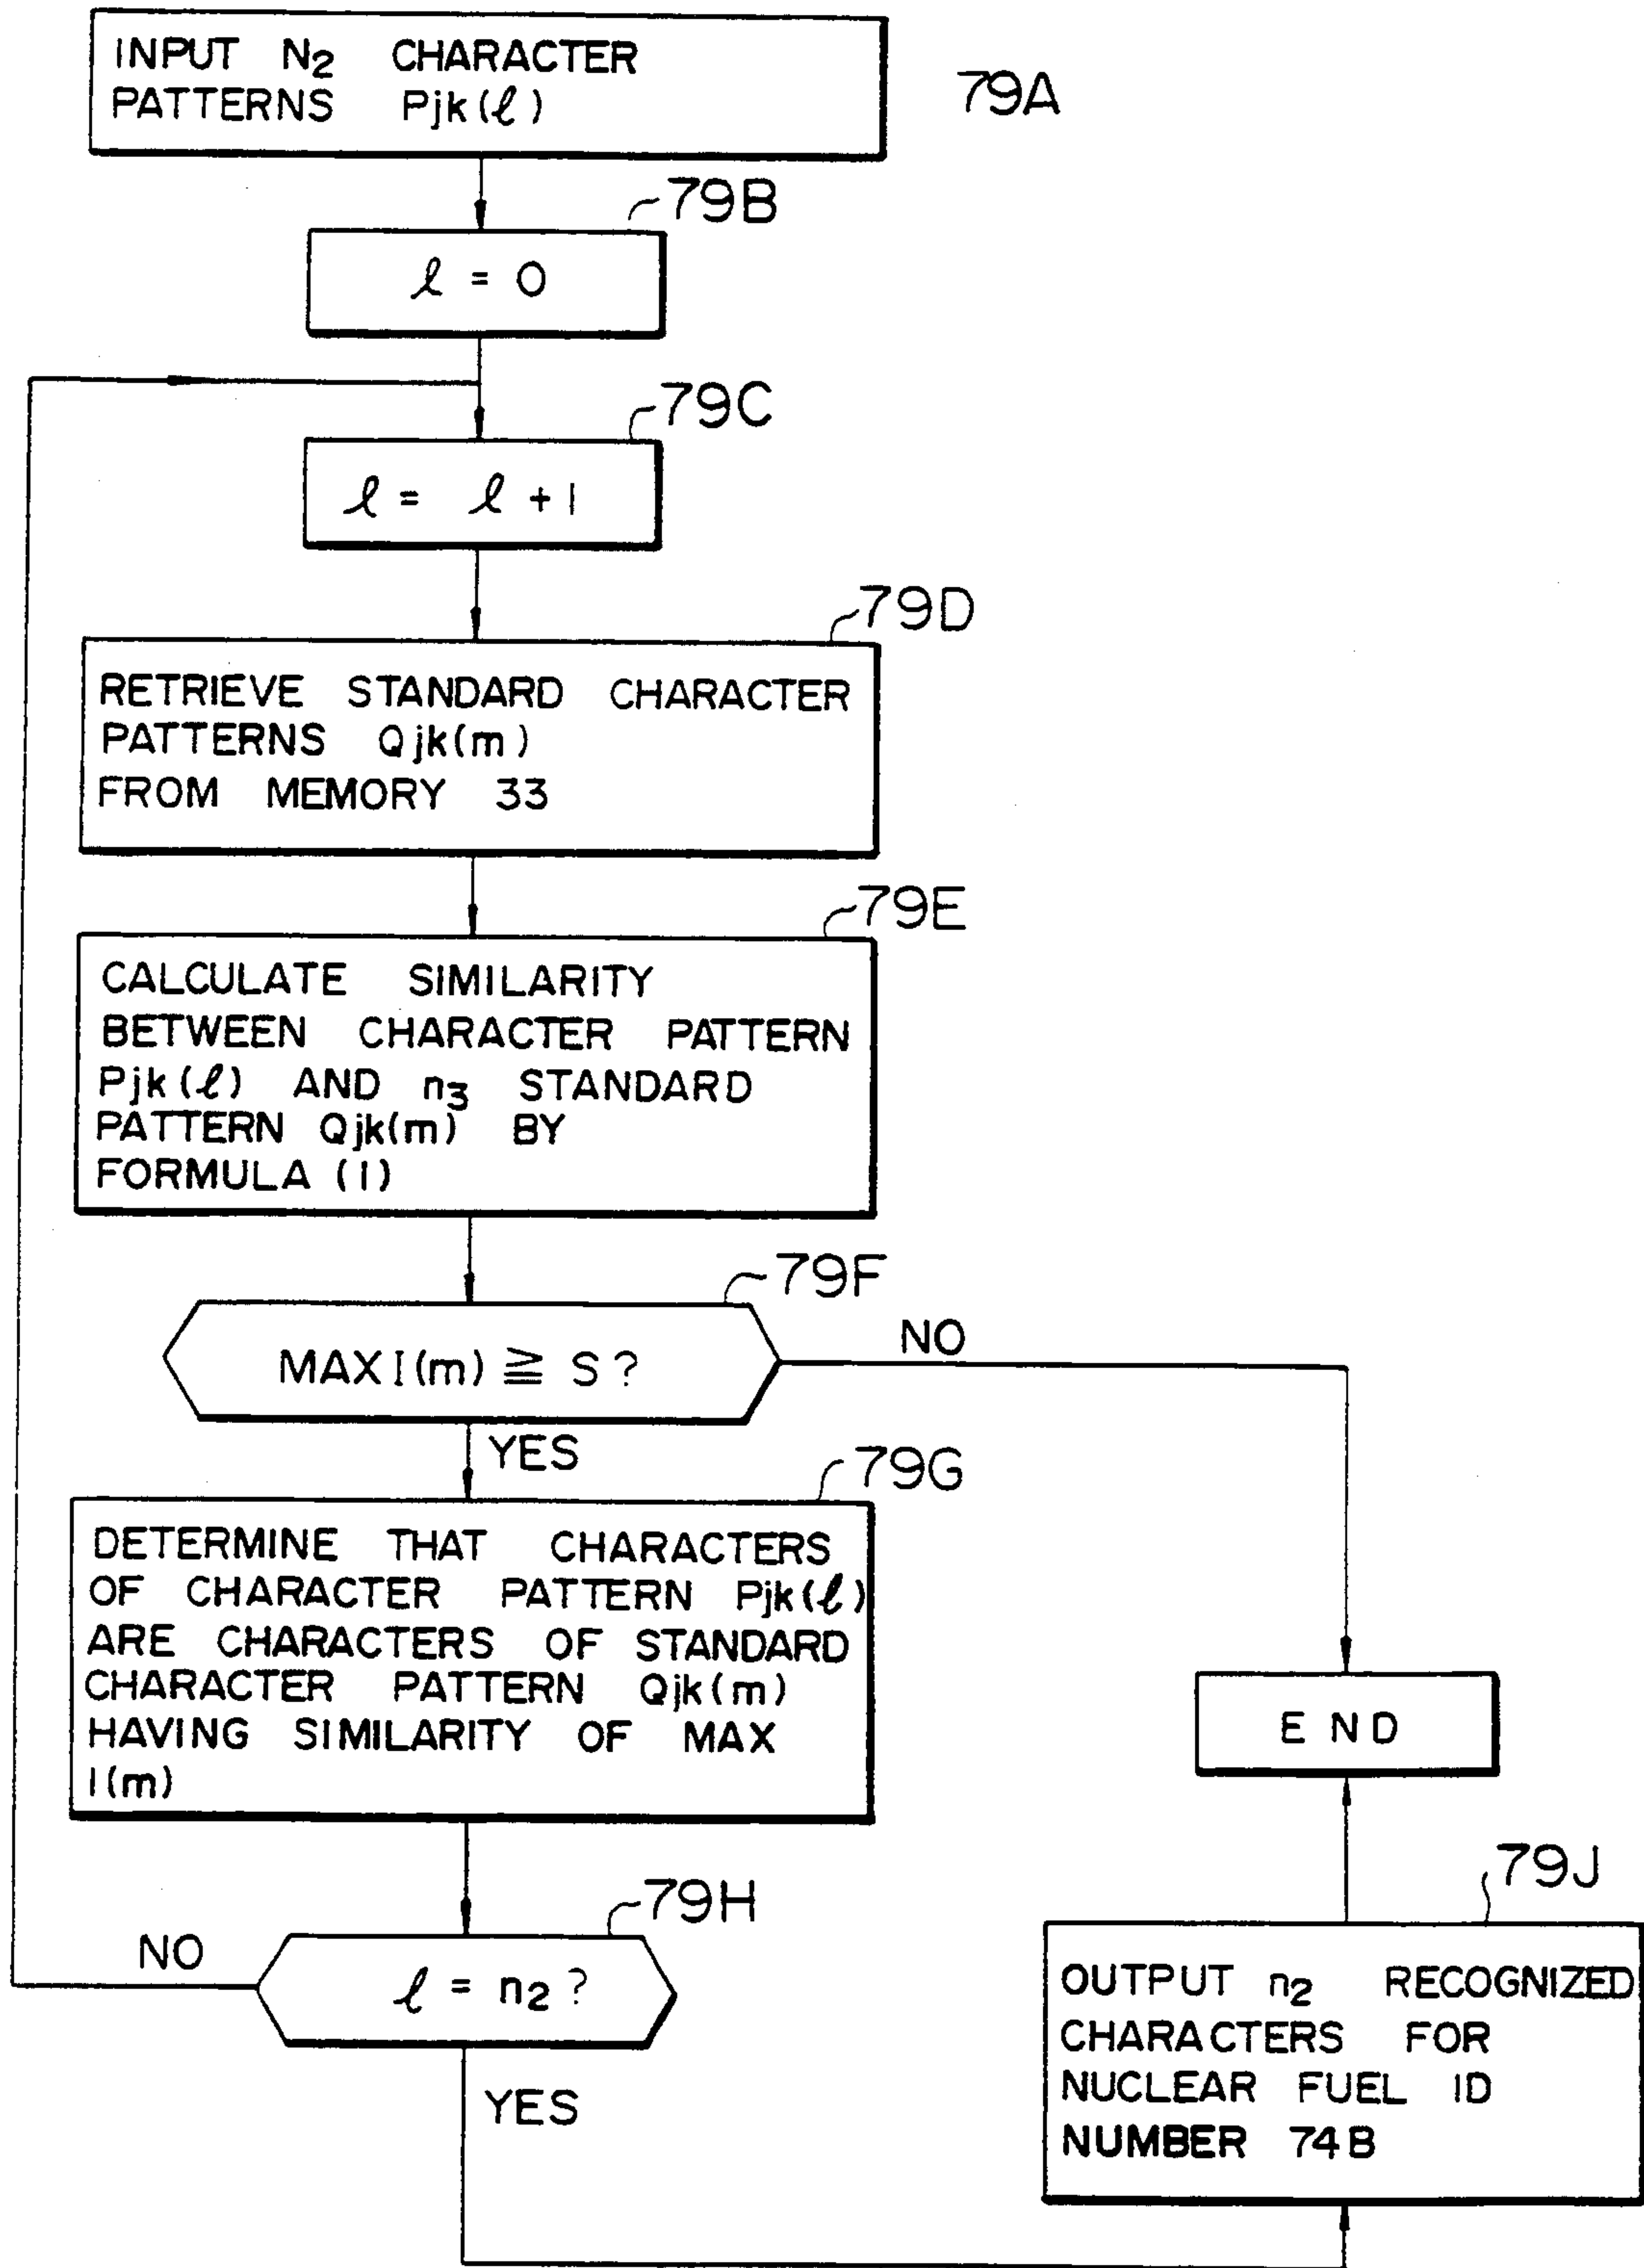 INPUT N₂ CHARACTER
PATTERNS Pjk(ℓ)
79A
79B
ℓ = 0
79C
ℓ = ℓ + 1
79D
RETRIEVE STANDARD CHARACTER
PATTERNS Qjk(m)
FROM MEMORY 33
79E
CALCULATE SIMILARITY
BETWEEN CHARACTER PATTERN
Pjk(ℓ) AND n₃ STANDARD
PATTERN Qjk(m) BY
FORMULA (1)
79F
MAX I(m) ≧ S?
NO
YES
79G
DETERMINE THAT CHARACTERS
OF CHARACTER PATTERN Pjk(ℓ)
ARE CHARACTERS OF STANDARD
CHARACTER PATTERN Qjk(m)
HAVING SIMILARITY OF MAX
I(m)
END
79H
NO
ℓ = n₂?
YES
79J
OUTPUT n₂ RECOGNIZED
CHARACTERS FOR
NUCLEAR FUEL ID
NUMBER 74B